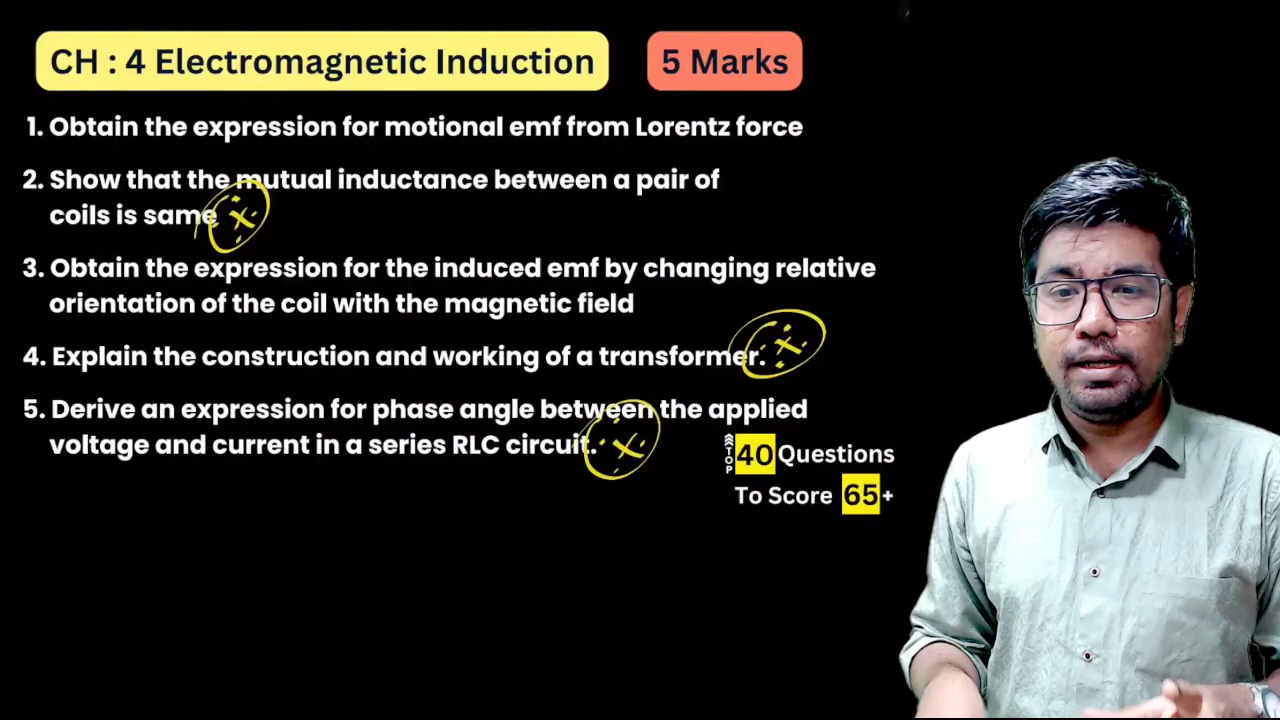 CH : 4 Electromagnetic Induction
5 Marks
1. Obtain the expression for motional emf from Lorentz force
2. Show that the mutual inductance between a pair of
coils is same
3. Obtain the expression for the induced emf by changing relative
orientation of the coil with the magnetic field
4. Explain the construction and working of a transformer.
5. Derive an expression for phase angle between the applied
voltage and current in a series RLC circuit.
TOP 40 Questions
To Score 65+